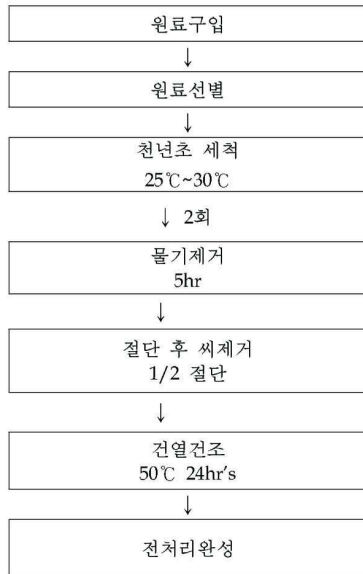 원료구입
↓
원료선별
↓
천년초 세척
25℃~30℃
↓ 2회
물기제거
5hr
↓
절단 후 씨제거
1/2 절단
↓
건열건조
50℃ 24hr's
↓
전처리완성